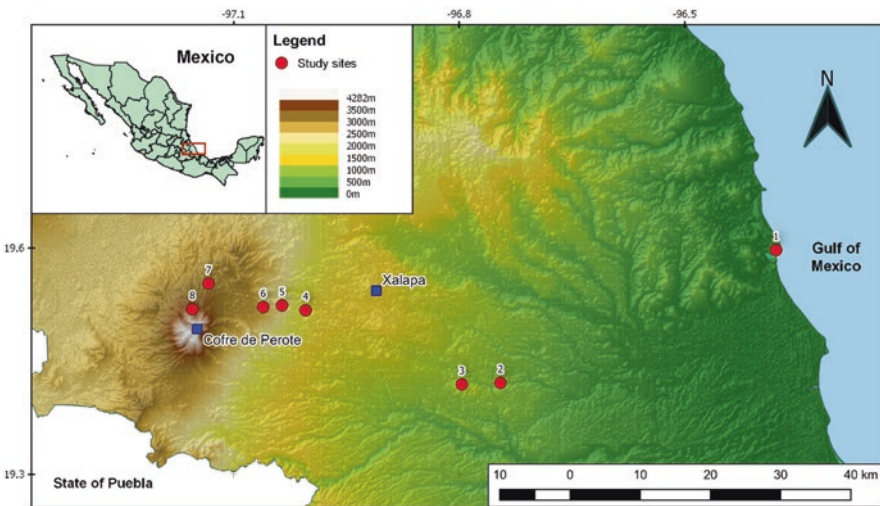 -97.1
-96.8
-96.5
Mexico
Legend
Study sites
4282m
3500m
3000m
2500m
2000m
1500m
1000m
500m
0m
N
19.6
1
Gulf of
Mexico
7
Xalapa
8
6
5
4
Cofre de Perote
3
2
19.3
State of Puebla
10
0
10
20
30
40 km